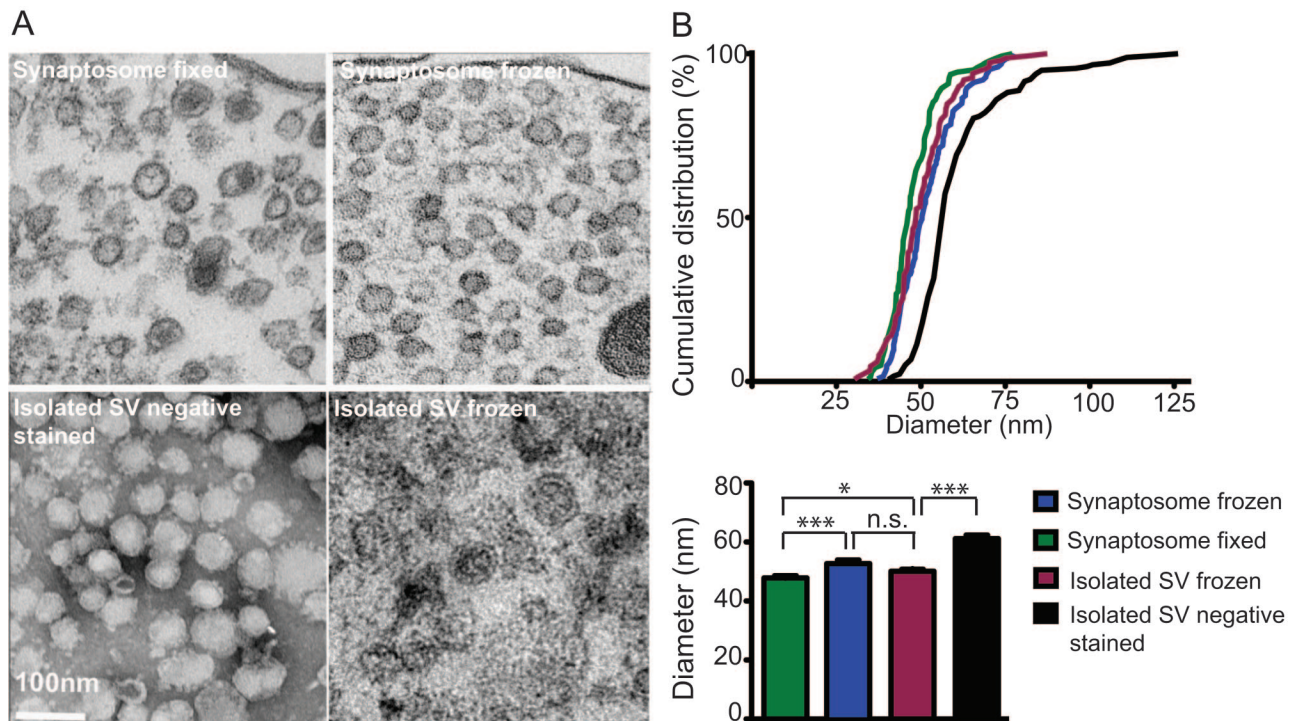 A
Synaptosome fixed
Synaptosome frozen
Isolated SV negative
stained
Isolated SV frozen
100nm
B
Cumulative distribution (%)
100
50
0
25
50
75
100
125
Diameter (nm)
Diameter (nm)
80
60
40
20
0
*
***
n.s.
***
Synaptosome frozen
Synaptosome fixed
Isolated SV frozen
Isolated SV negative
stained